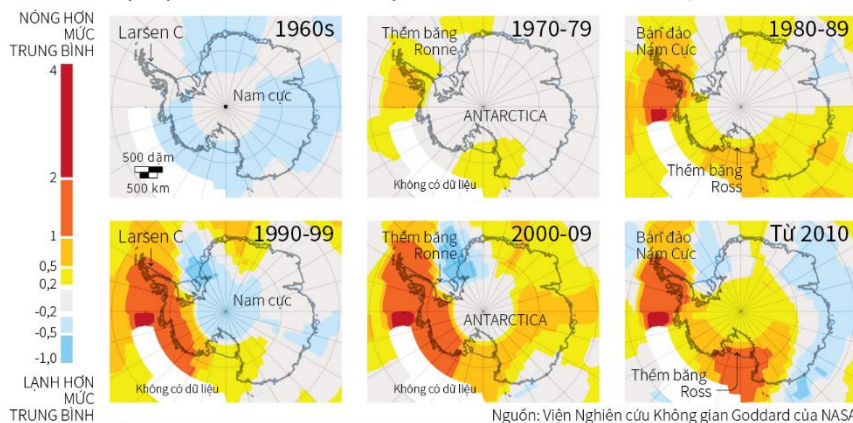 NÓNG HƠN
MỨC
TRUNG BÌNH
4
2
1
0,5
0,2
-0,2
-0,5
-1,0
LẠNH HƠN
MỨC
TRUNG BÌNH
Larsen C
1960s
Nam cực
500 dặm
500 km
Thềm băng
Ronne
1970-79
ANTARCTICA
Không có dữ liệu
Bán đảo
Nam Cực
1980-89
Thềm băng
Ross
Larsen C
1990-99
Nam cực
Không có dữ liệu
Thềm băng
Ronne
2000-09
ANTARCTICA
Không có dữ liệu
Bán đảo
Nam Cực
Từ 2010
Thềm băng
Ross
Nguồn: Viện Nghiên cứu Không gian Goddard của NASA